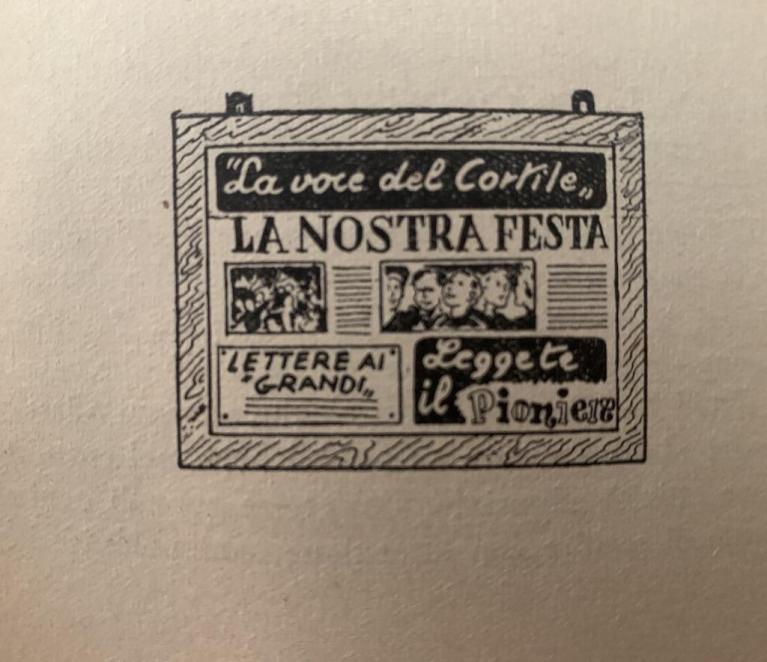 "La voce del Cortile„
LA NOSTRA FESTA
"LETTERE AI
"GRANDI„
Leggete
il Pioniere